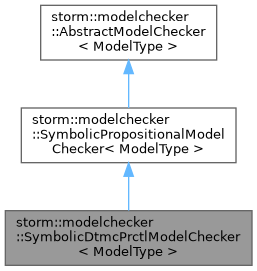 storm::modelchecker
::AbstractModelChecker
< ModelType >
storm::modelchecker
::SymbolicPropositionalModel
Checker< ModelType >
storm::modelchecker
::SymbolicDtmcPrctlModelChecker
< ModelType >